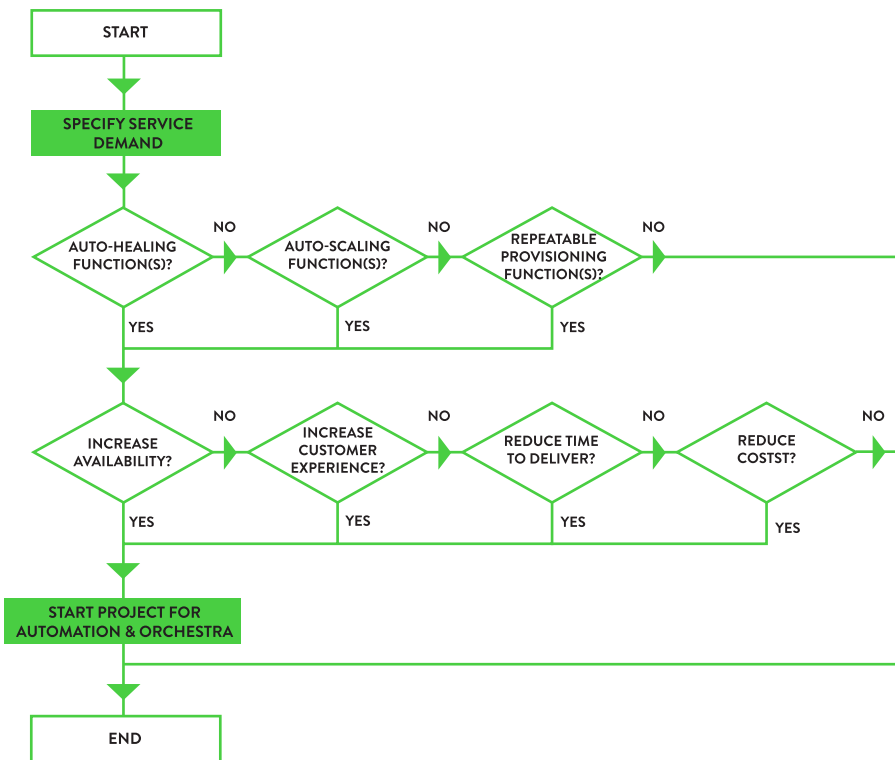 START
SPECIFY SERVICE
DEMAND
AUTO-HEALING
FUNCTION(S)?
NO
AUTO-SCALING
FUNCTION(S)?
NO
REPEATABLE
PROVISIONING
FUNCTION(S)?
NO
YES
YES
YES
INCREASE
AVAILABILITY?
NO
INCREASE
CUSTOMER
EXPERIENCE?
NO
REDUCE TIME
TO DELIVER?
NO
REDUCE
COSTST?
NO
YES
YES
YES
YES
START PROJECT FOR
AUTOMATION & ORCHESTRA
END